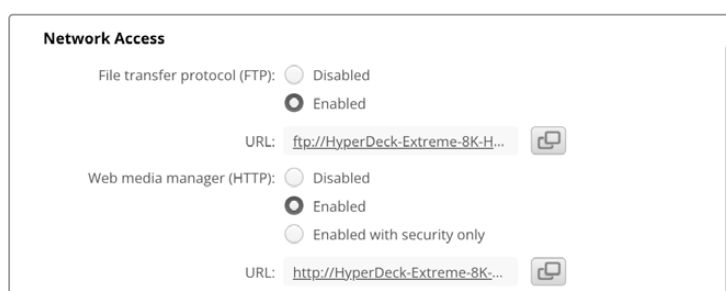 Network Access
File transfer protocol (FTP): Disabled
Enabled
URL: ftp://HyperDeck-Extreme-8K-H...
Web media manager (HTTP): Disabled
Enabled
Enabled with security only
URL: http://HyperDeck-Extreme-8K-...